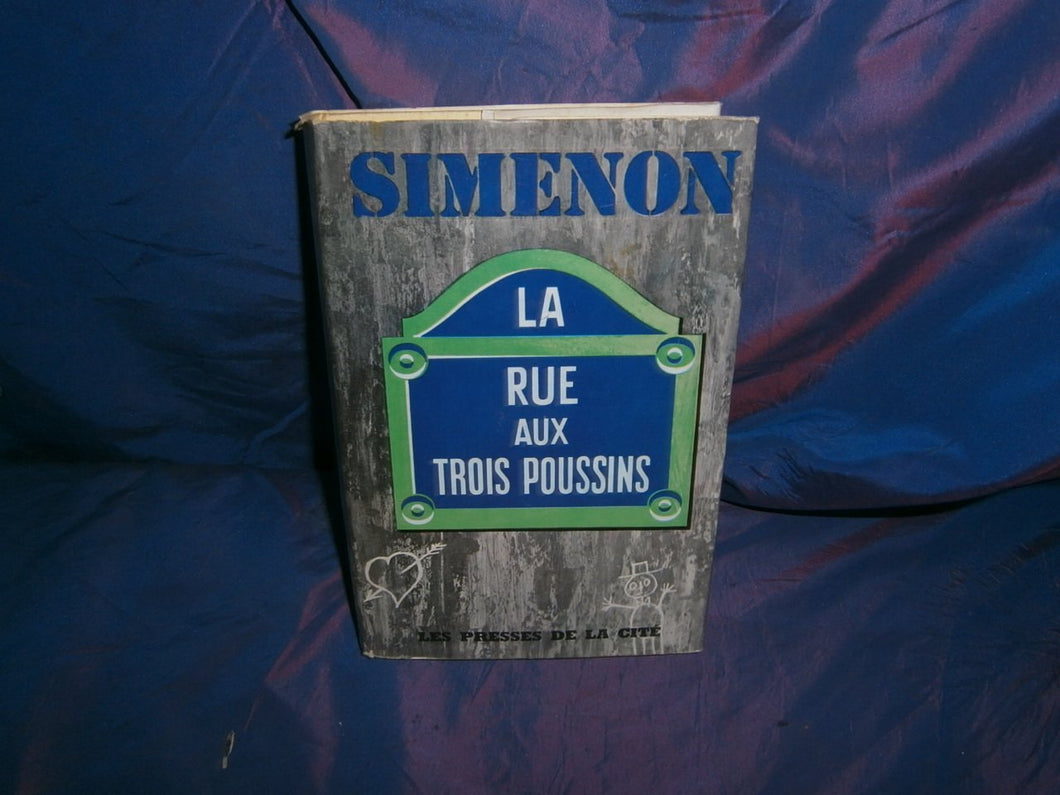 SIMENON
LA
RUE
AUX
TROIS POUSSINS
LES PRESSES DE LA CITÉ